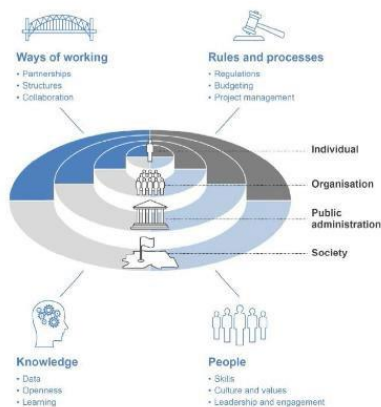 Ways of working
• Partnerships
• Structures
• Collaboration
Rules and processes
• Regulations
• Budgeting
• Project management
Individual
Organisation
Public
administration
Society
Knowledge
• Data
• Openness
• Learning
People
• Skills
• Culture and values
• Leadership and engagement